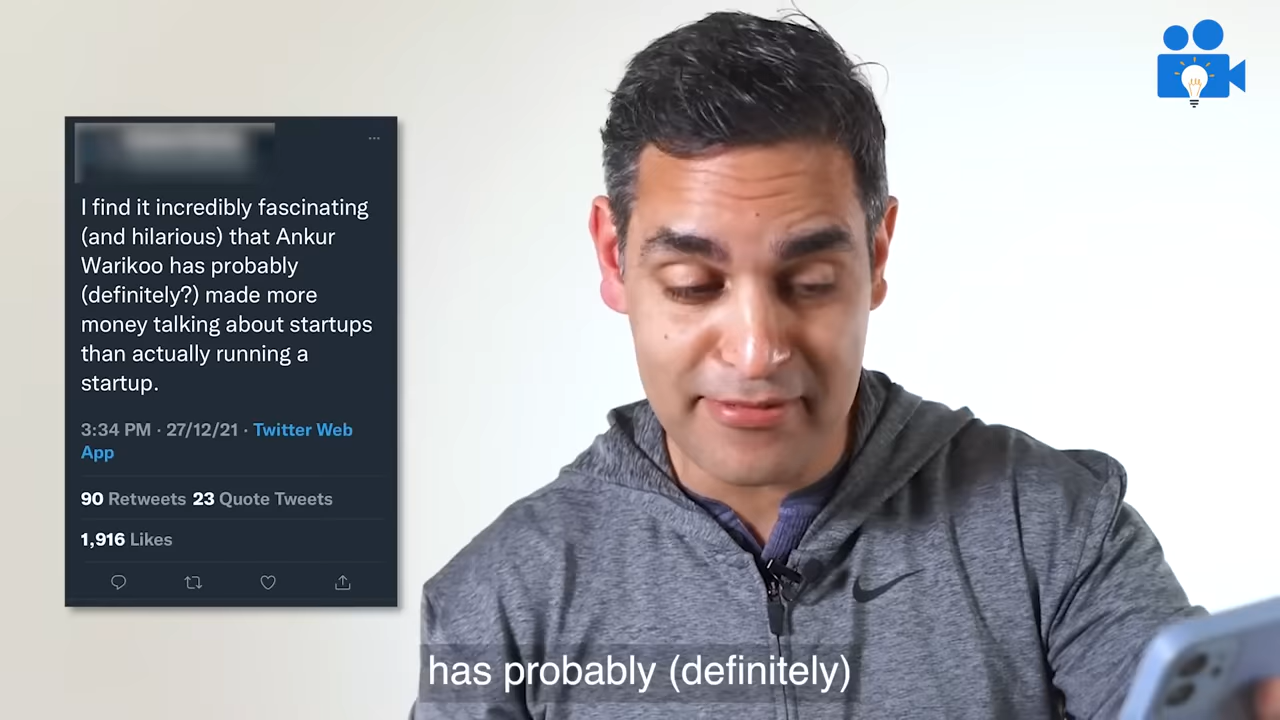 I find it incredibly fascinating
(and hilarious) that Ankur
Warikoo has probably
(definitely?) made more
money talking about startups
than actually running a
startup.
3:34 PM · 27/12/21 · Twitter Web
App
90 Retweets 23 Quote Tweets
1,916 Likes
has probably (definitely)